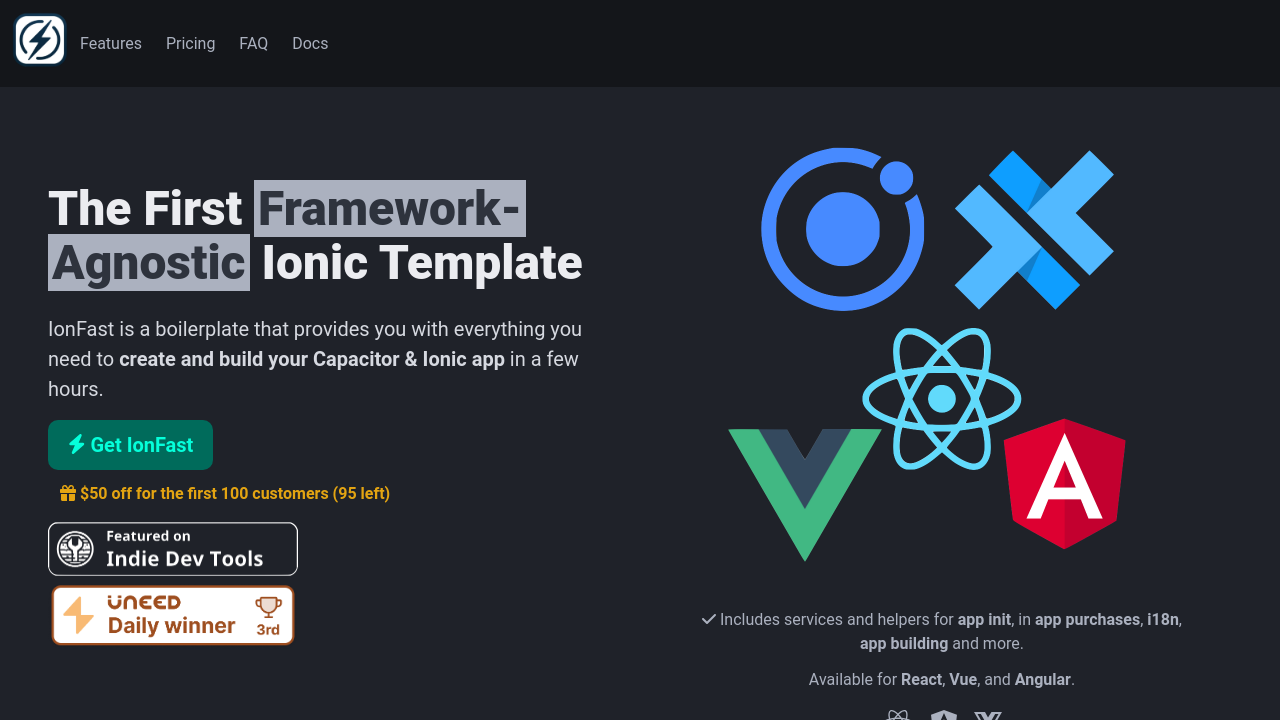 Features Pricing FAQ Docs
The First Framework-
Agnostic Ionic Template
IonFast is a boilerplate that provides you with everything you
need to create and build your Capacitor & Ionic app in a few
hours.
Get IonFast
$50 off for the first 100 customers (95 left)
Featured on
Indie Dev Tools
UNEED
Daily winner
3rd
Includes services and helpers for app init, in app purchases, i18n,
app building and more.
Available for React, Vue, and Angular.